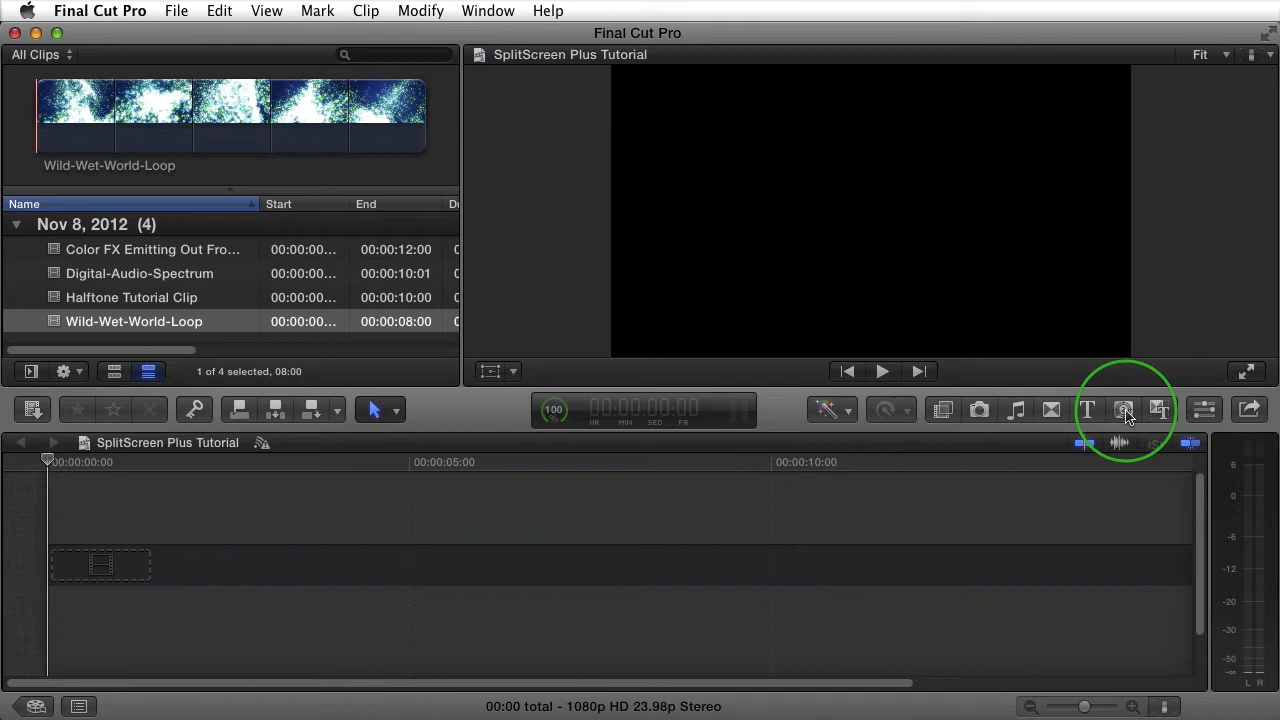 Final Cut Pro File Edit View Mark Clip Modify Window Help
Final Cut Pro
All Clips
SplitScreen Plus Tutorial
Fit
Wild-Wet-World-Loop
Name Start End
Nov 8, 2012 (4)
Color FX Emitting Out Fro... 00:00:00... 00:00:12:00
Digital-Audio-Spectrum 00:00:00... 00:00:10:01
Halftone Tutorial Clip 00:00:00... 00:00:10:00
Wild-Wet-World-Loop 00:00:00... 00:00:08:00
1 of 4 selected, 08:00
100 %
00:00:00:00
HR MIN SEC FR
SplitScreen Plus Tutorial
00:00:00:00 00:00:05:00 00:00:10:00
6
0
-6
-12
-20
-30
-50
-∞
L R
00:00 total - 1080p HD 23.98p Stereo